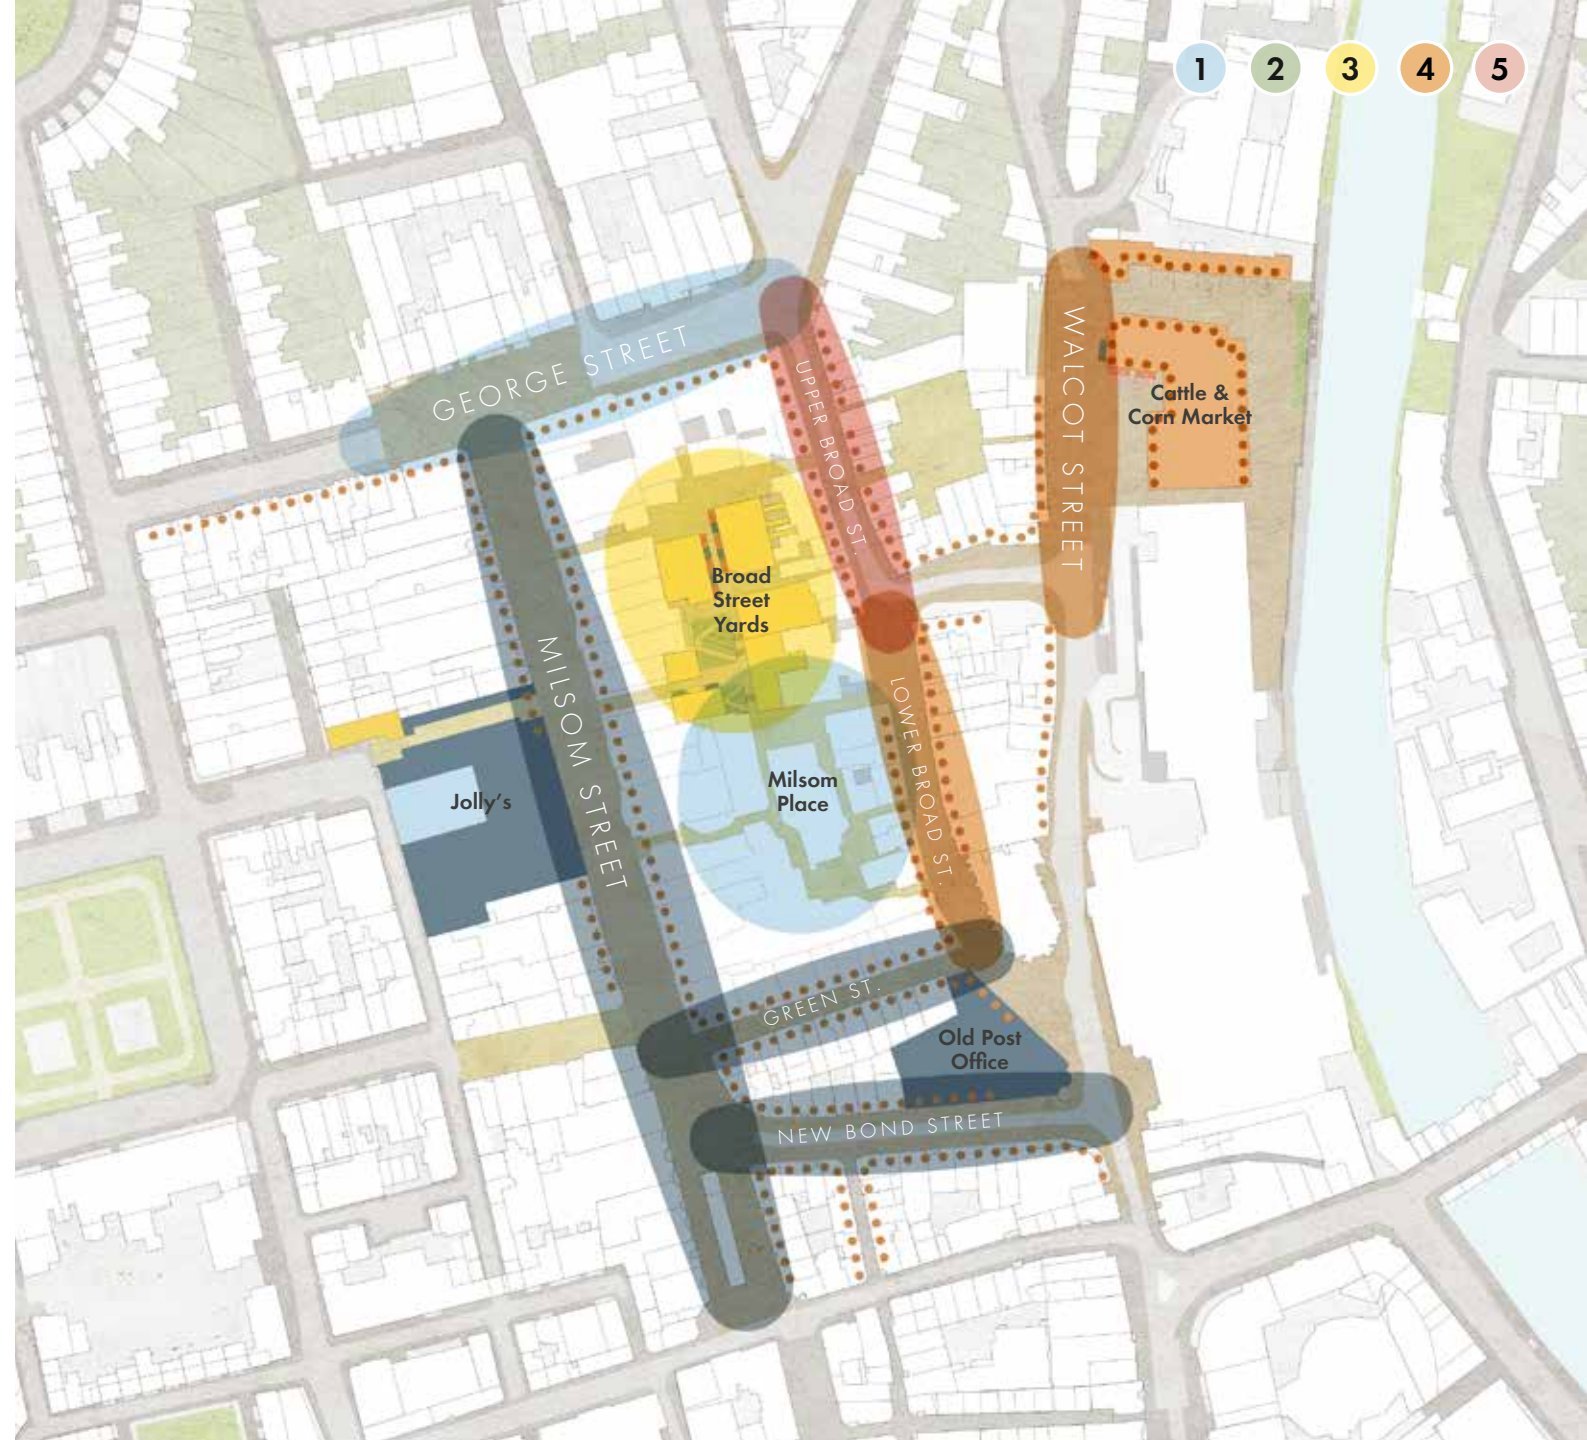 1 2 3 4 5
GEORGE STREET
UPPER BROAD ST.
WALCOT STREET
Cattle &
Corn Market
Broad
Street
Yards
MILSOM STREET
LOWER BROAD ST.
Jolly's
Milsom
Place
GREEN ST.
Old Post
Office
NEW BOND STREET